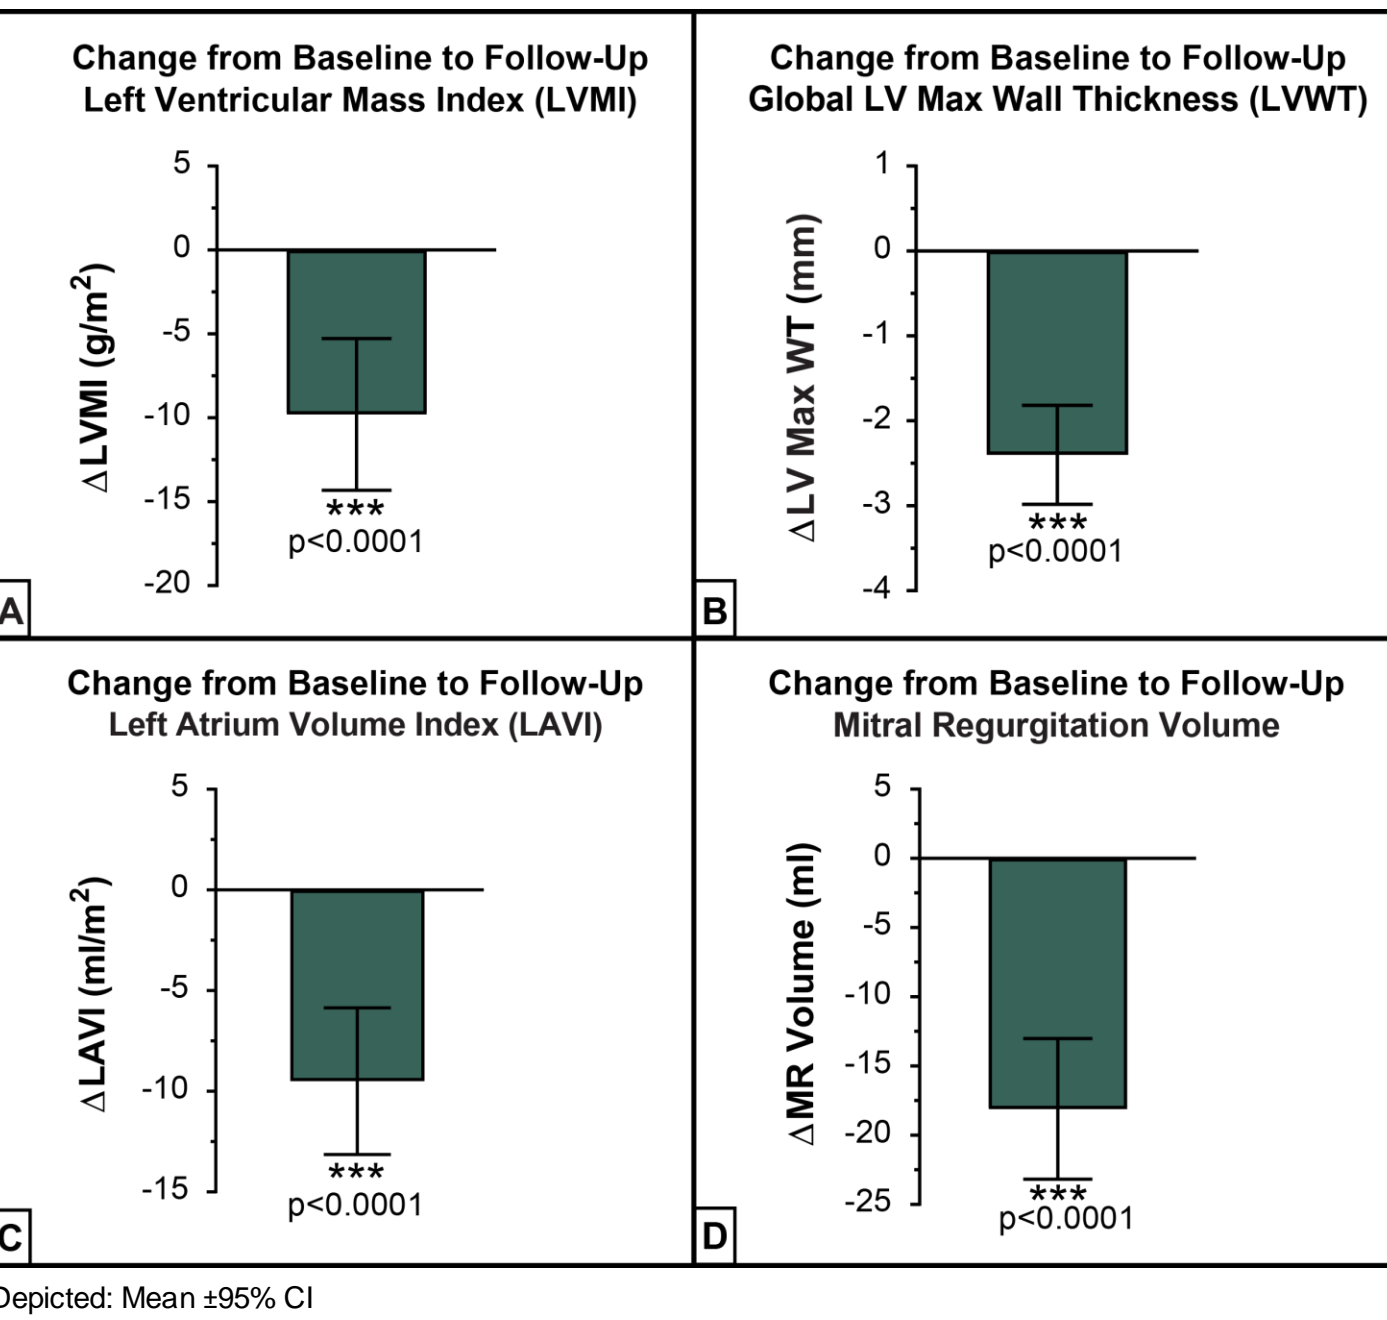 Change from Baseline to Follow-Up
Left Ventricular Mass Index (LVMI)
5
0
-5
-10
-15
-20
ΔLVMI (g/m²)
***
p<0.0001
A
Change from Baseline to Follow-Up
Global LV Max Wall Thickness (LVWT)
1
0
-1
-2
-3
-4
ΔLV Max WT (mm)
***
p<0.0001
B
Change from Baseline to Follow-Up
Left Atrium Volume Index (LAVI)
5
0
-5
-10
-15
ΔLAVI (ml/m²)
***
p<0.0001
C
Change from Baseline to Follow-Up
Mitral Regurgitation Volume
5
0
-5
-10
-15
-20
-25
ΔMR Volume (ml)
***
p<0.0001
D
Depicted: Mean ±95% CI